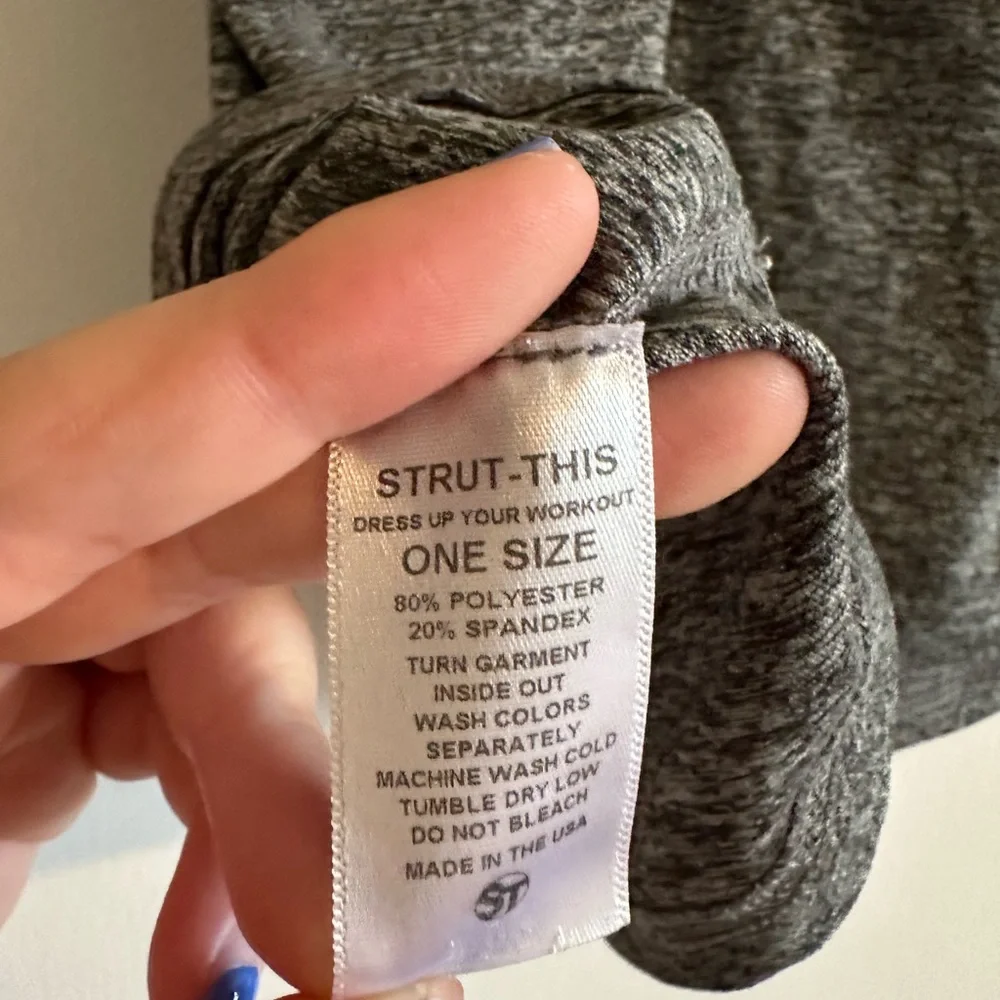 STRUT-THIS
DRESS UP YOUR WORKOUT
ONE SIZE
80% POLYESTER
20% SPANDEX
TURN GARMENT
INSIDE OUT
WASH COLORS
SEPARATELY
MACHINE WASH COLD
TUMBLE DRY LOW
DO NOT BLEACH
MADE IN THE USA
ST